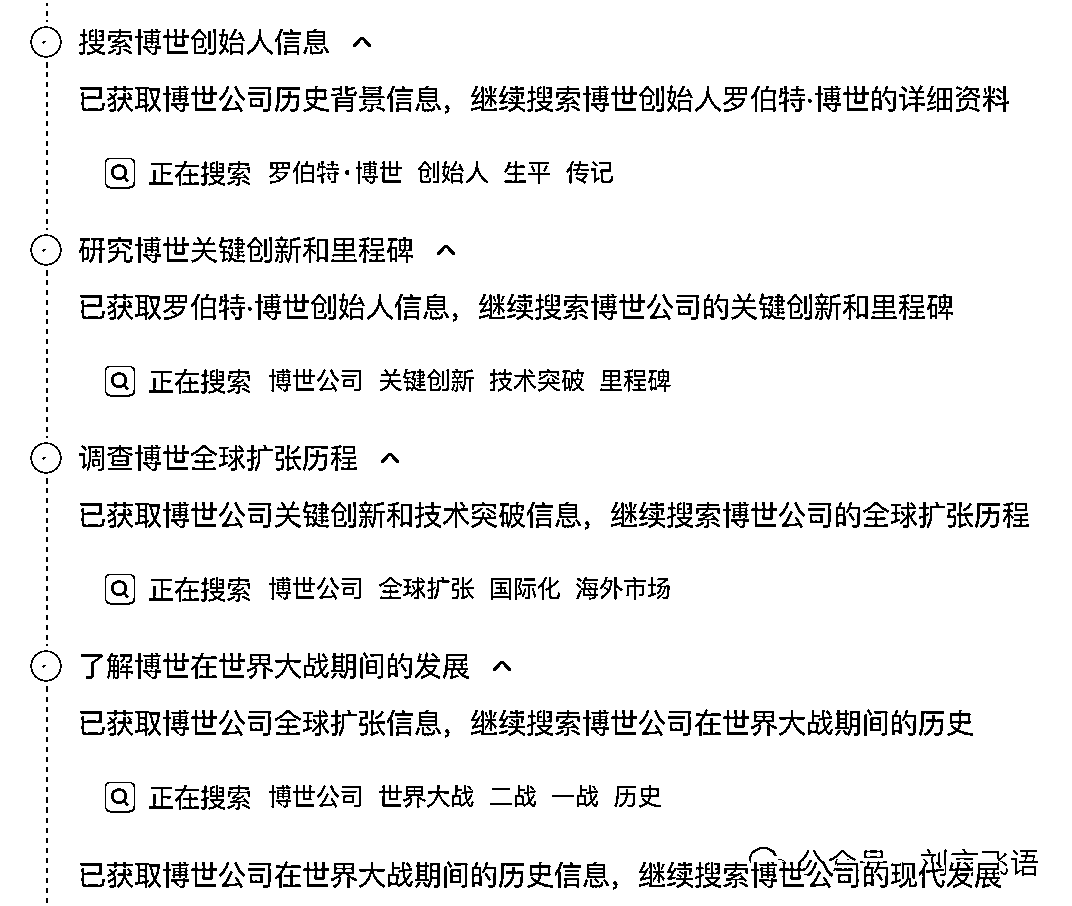 搜索博世创始人信息
已获取博世公司历史背景信息，继续搜索博世创始人罗伯特·博世的详细资料
正在搜索 罗伯特·博世 创始人 生平 传记
研究博世关键创新和里程碑
已获取罗伯特·博世创始人信息，继续搜索博世公司的关键创新和里程碑
正在搜索 博世公司 关键创新 技术突破 里程碑
调查博世全球扩张历程
已获取博世公司关键创新和技术突破信息，继续搜索博世公司的全球扩张历程
正在搜索 博世公司 全球扩张 国际化 海外市场
了解博世在世界大战期间的发展
已获取博世公司全球扩张信息，继续搜索博世公司在世界大战期间的历史
正在搜索 博世公司 世界大战 二战 一战 历史
已获取博世公司在世界大战期间的历史信息，继续搜索博世公司的现代发展
公众号 飞语